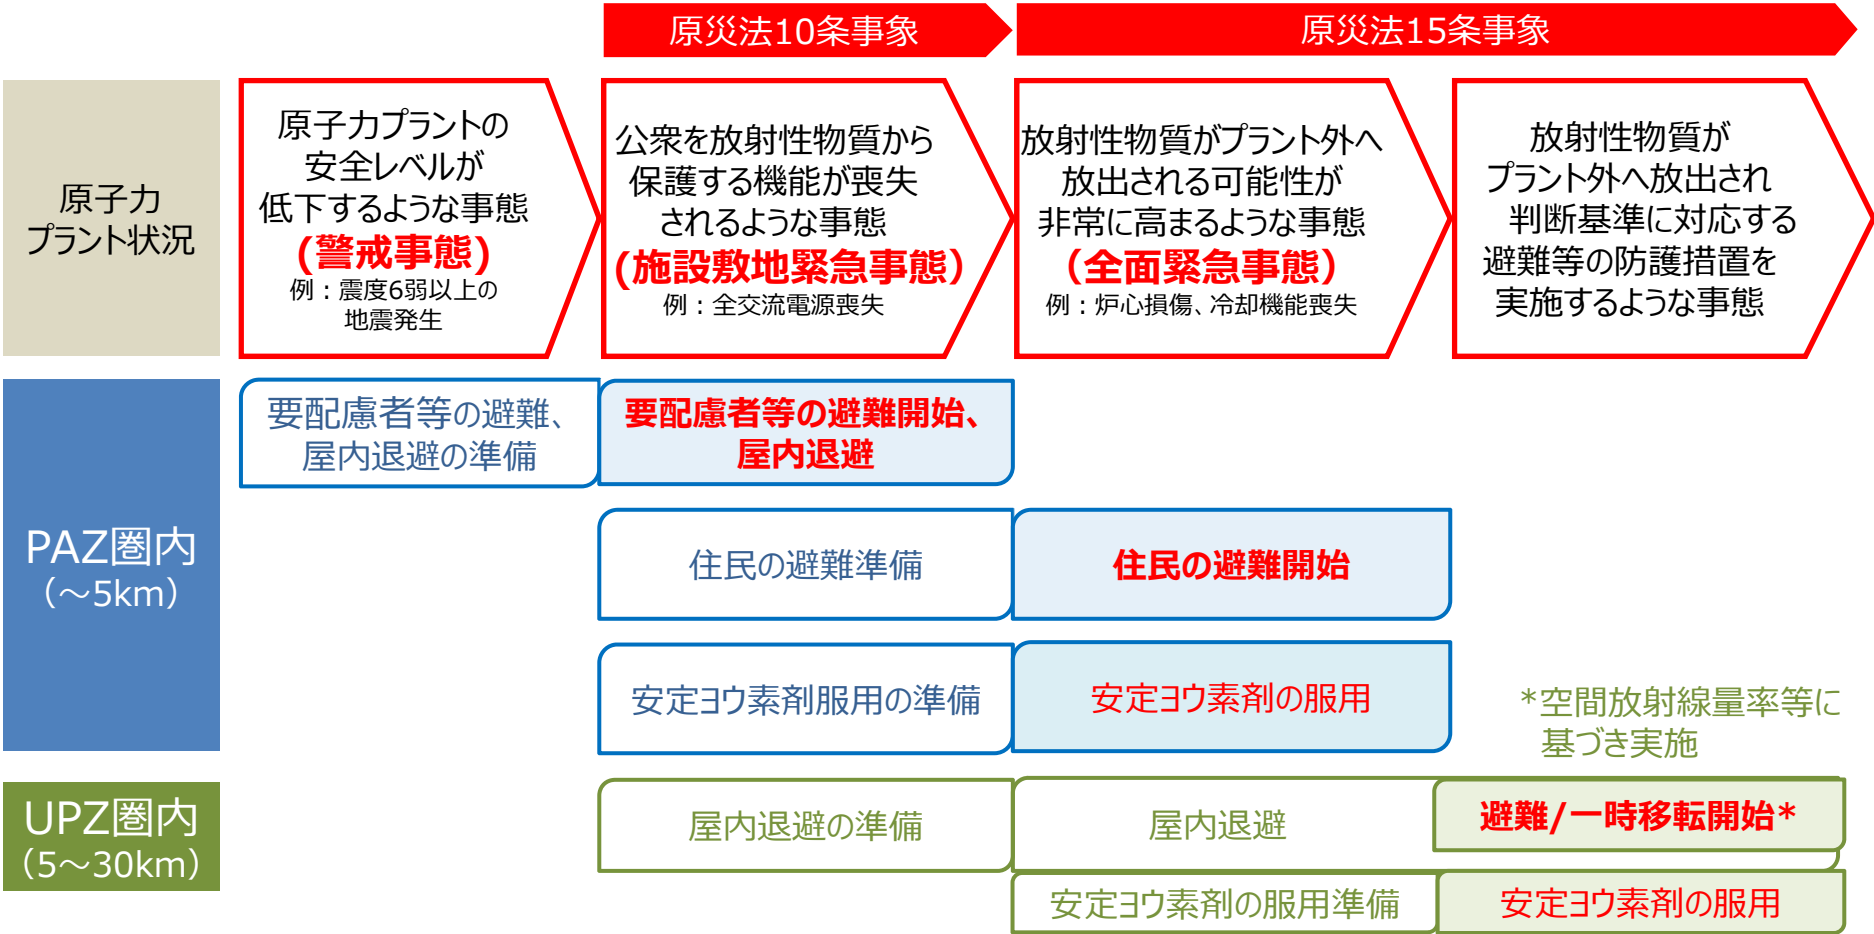 原災法10条事象
原災法15条事象
原子力
プラント状況
原子力プラントの
安全レベルが
低下するような事態
(警戒事態)
例：震度6弱以上の
地震発生
公衆を放射性物質から
保護する機能が喪失
されるような事態
(施設敷地緊急事態）
例：全交流電源喪失
放射性物質がプラント外へ
放出される可能性が
非常に高まるような事態
（全面緊急事態）
例：炉心損傷、冷却機能喪失
放射性物質が
プラント外へ放出され
判断基準に対応する
避難等の防護措置を
実施するような事態
PAZ圏内
（～5km）
要配慮者等の避難、
屋内退避の準備
要配慮者等の避難開始、
屋内退避
住民の避難準備
住民の避難開始
安定ヨウ素剤服用の準備
安定ヨウ素剤の服用
*空間放射線量率等に
基づき実施
UPZ圏内
（5～30km）
屋内退避の準備
屋内退避
避難/一時移転開始*
安定ヨウ素剤の服用準備
安定ヨウ素剤の服用